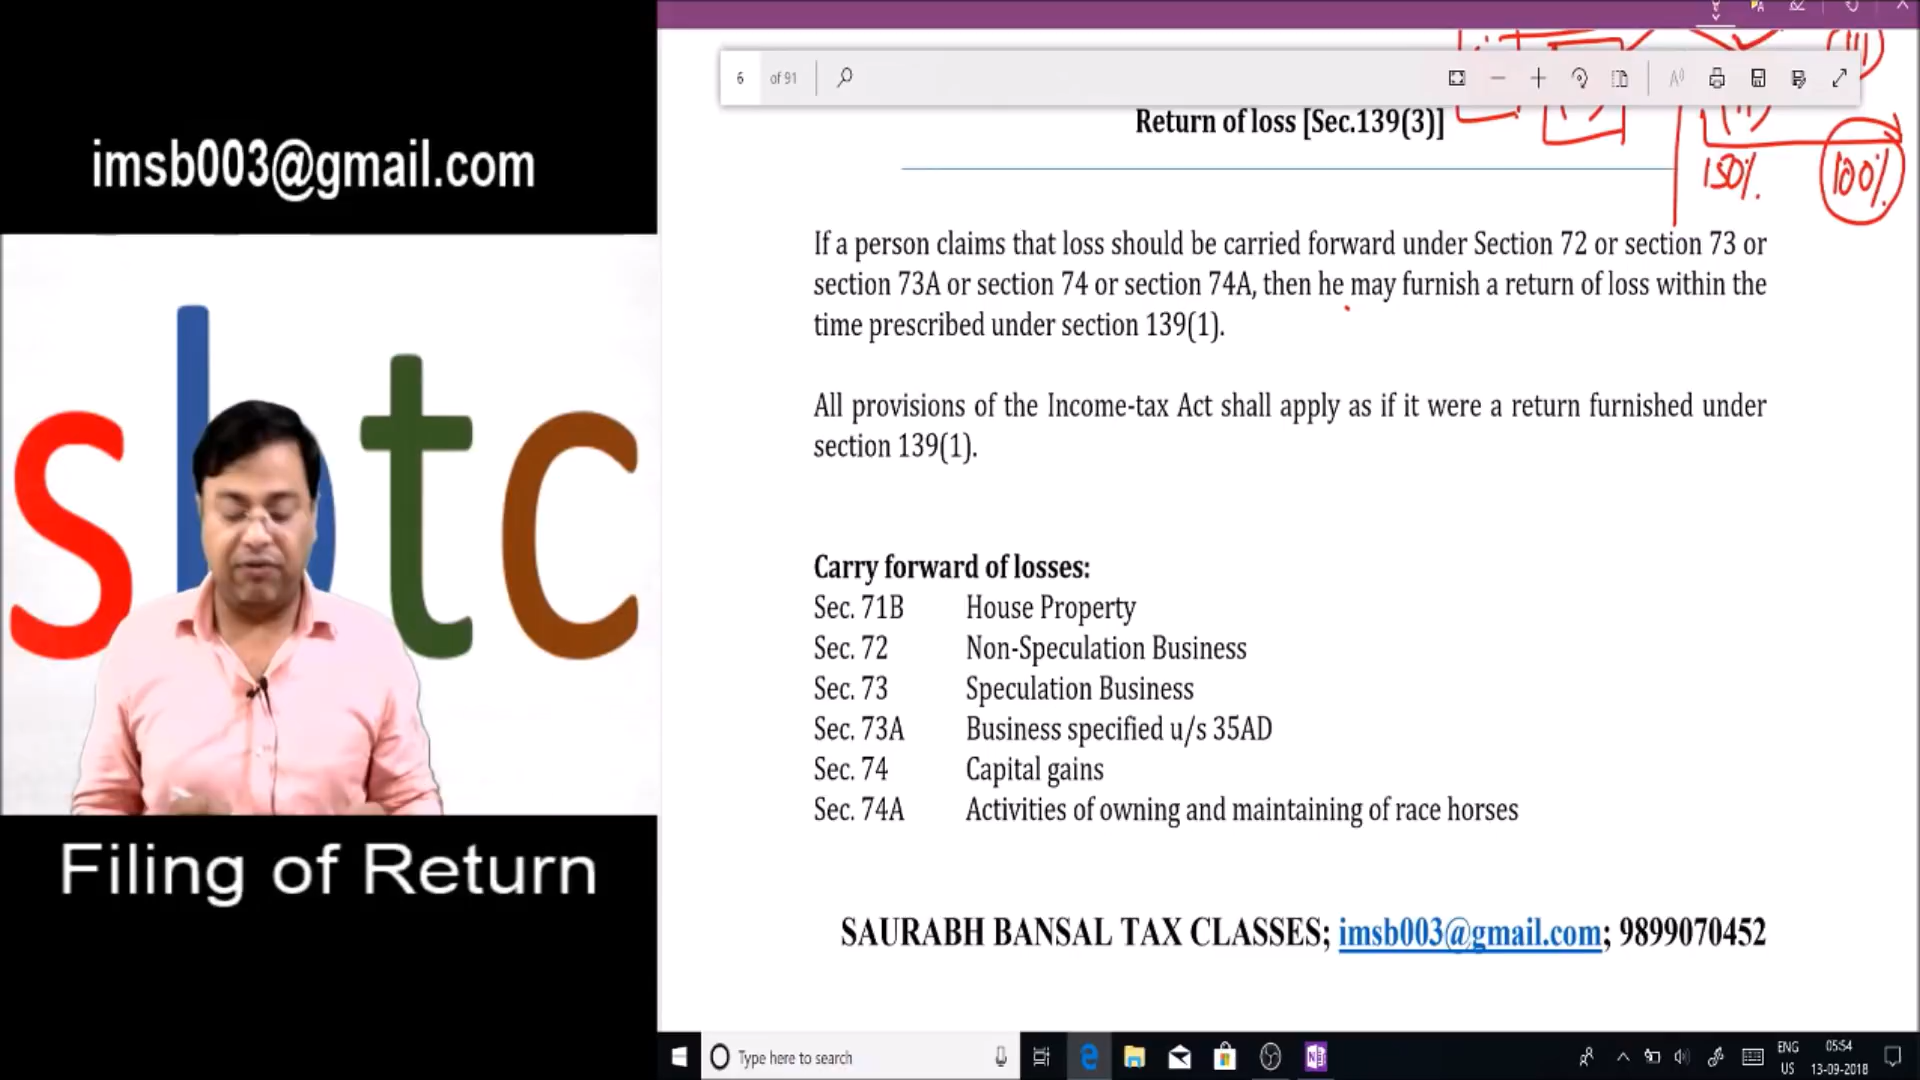 imsb003@gmail.com
sbtc
Filing of Return
6 of 91
Return of loss [Sec.139(3)]
150%
100%
If a person claims that loss should be carried forward under Section 72 or section 73 or
section 73A or section 74 or section 74A, then he may furnish a return of loss within the
time prescribed under section 139(1).
All provisions of the Income-tax Act shall apply as if it were a return furnished under
section 139(1).
Carry forward of losses:
Sec. 71B House Property
Sec. 72 Non-Speculation Business
Sec. 73 Speculation Business
Sec. 73A Business specified u/s 35AD
Sec. 74 Capital gains
Sec. 74A Activities of owning and maintaining of race horses
SAURABH BANSAL TAX CLASSES; imsb003@gmail.com; 9899070452
Type here to search
ENG
US
05:54
13-09-2018